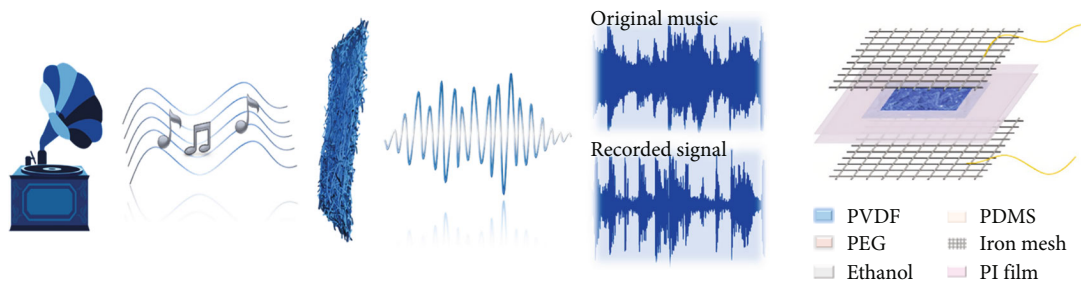 Original music
Recorded signal
PVDF
PDMS
PEG
Iron mesh
Ethanol
PI film